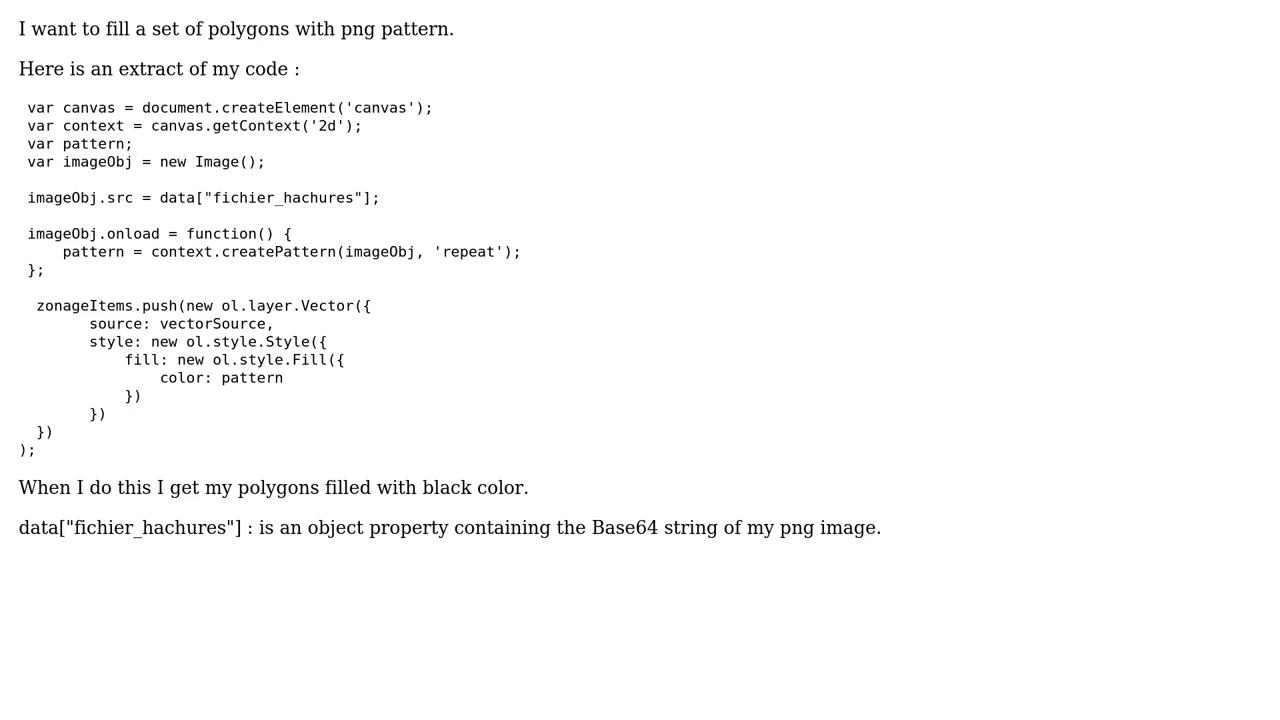 I want to fill a set of polygons with png pattern.
Here is an extract of my code :
var canvas = document.createElement('canvas');
var context = canvas.getContext('2d');
var pattern;
var imageObj = new Image();
imageObj.src = data["fichier_hachures"];
imageObj.onload = function() {
    pattern = context.createPattern(imageObj, 'repeat');
};
 zonageItems.push(new ol.layer.Vector({
       source: vectorSource,
       style: new ol.style.Style({
           fill: new ol.style.Fill({
               color: pattern
           })
       })
 })
);
When I do this I get my polygons filled with black color.
data["fichier_hachures"] : is an object property containing the Base64 string of my png image.